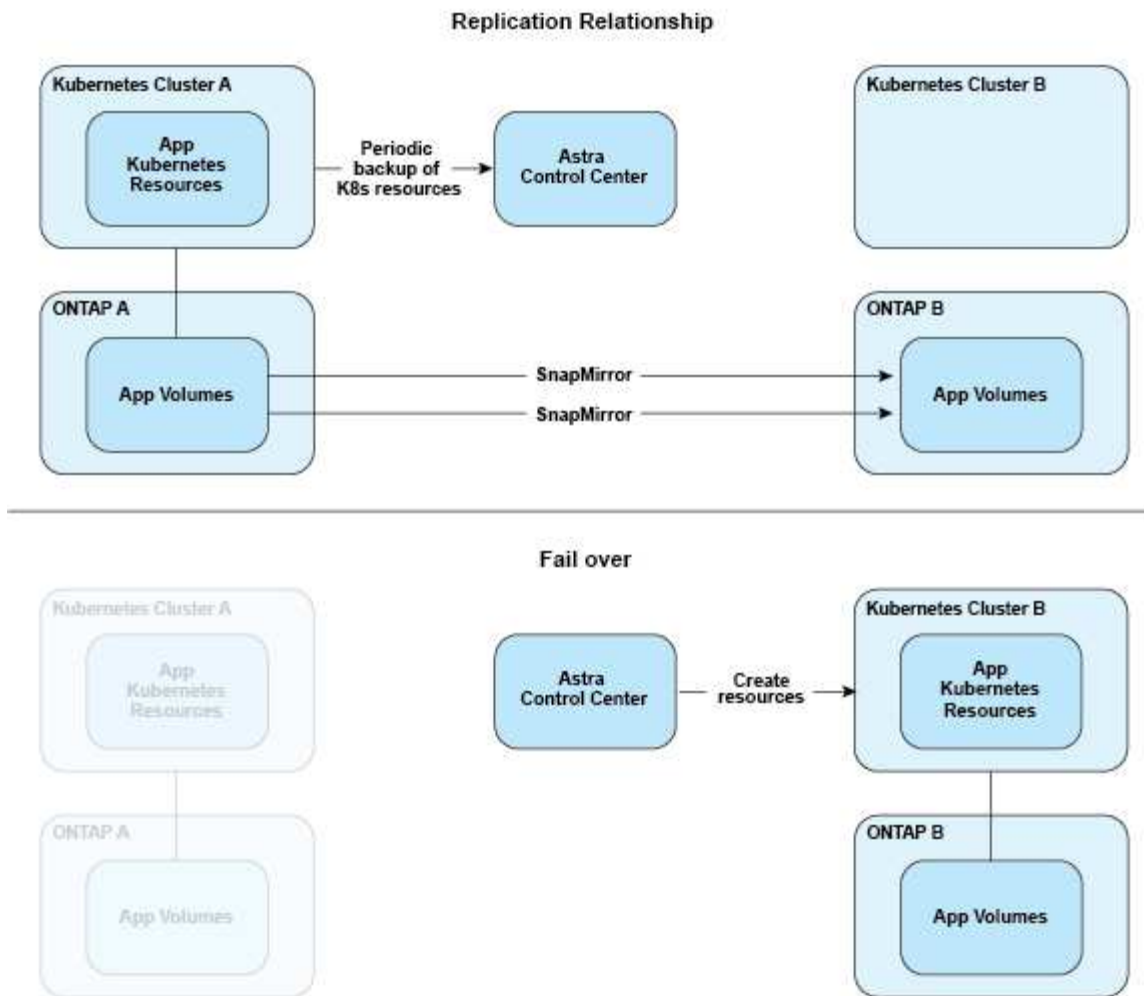 Replication Relationship
Kubernetes Cluster A
App
Kubernetes
Resources
Periodic
backup of
K8s resources
Astra
Control Center
Kubernetes Cluster B
ONTAP A
App Volumes
SnapMirror
SnapMirror
ONTAP B
App Volumes
Fail over
Kubernetes Cluster A
App
Kubernetes
Resources
Astra
Control Center
Create
resources
Kubernetes Cluster B
App
Kubernetes
Resources
ONTAP A
App Volumes
ONTAP B
App Volumes